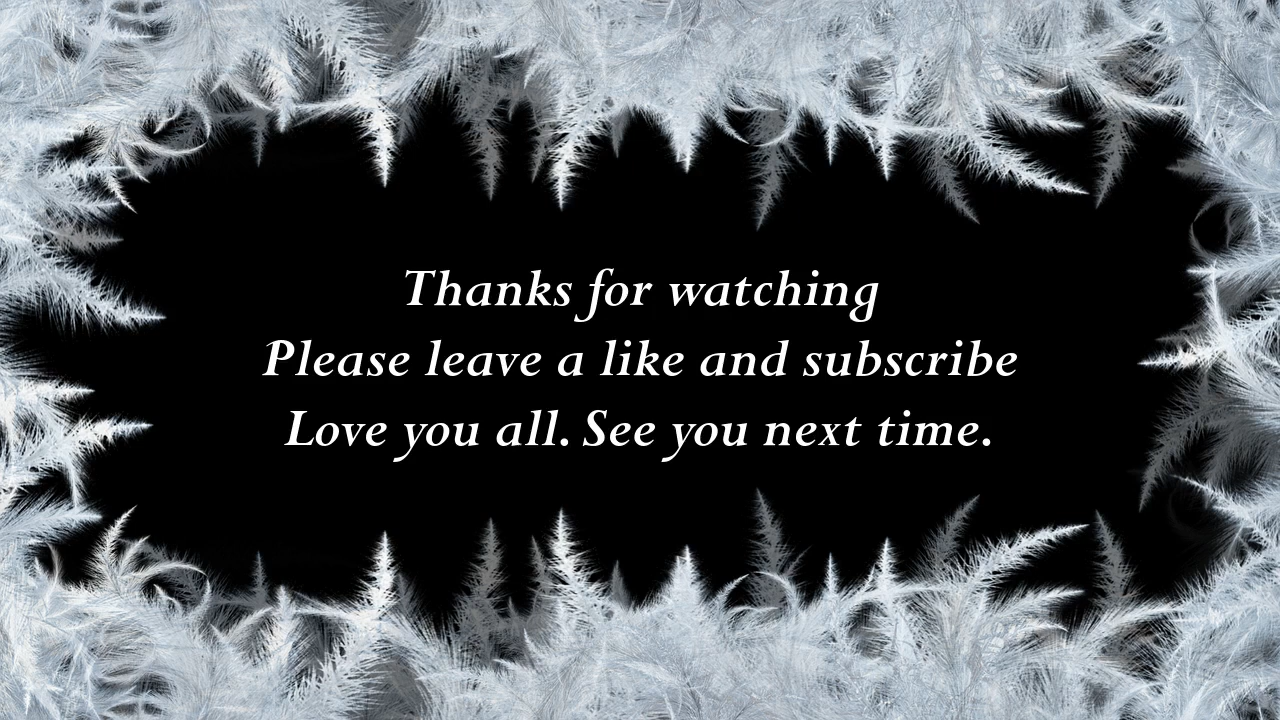 Thanks for watching
Please leave a like and subscribe
Love you all. See you next time.